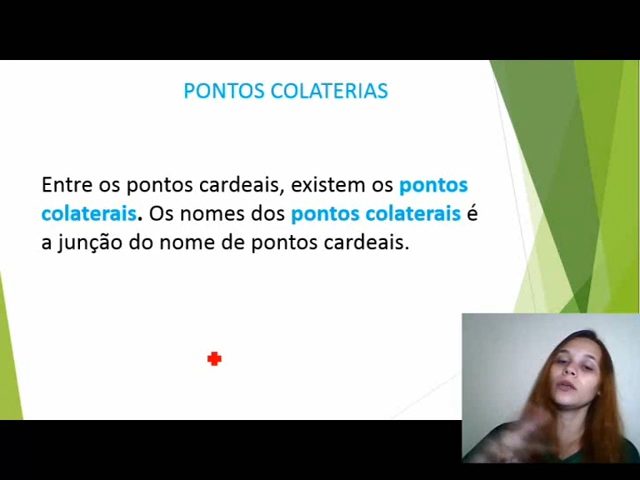 PONTOS COLATERIAS
Entre os pontos cardeais, existem os pontos
colaterais. Os nomes dos pontos colaterais é
a junção do nome de pontos cardeais.